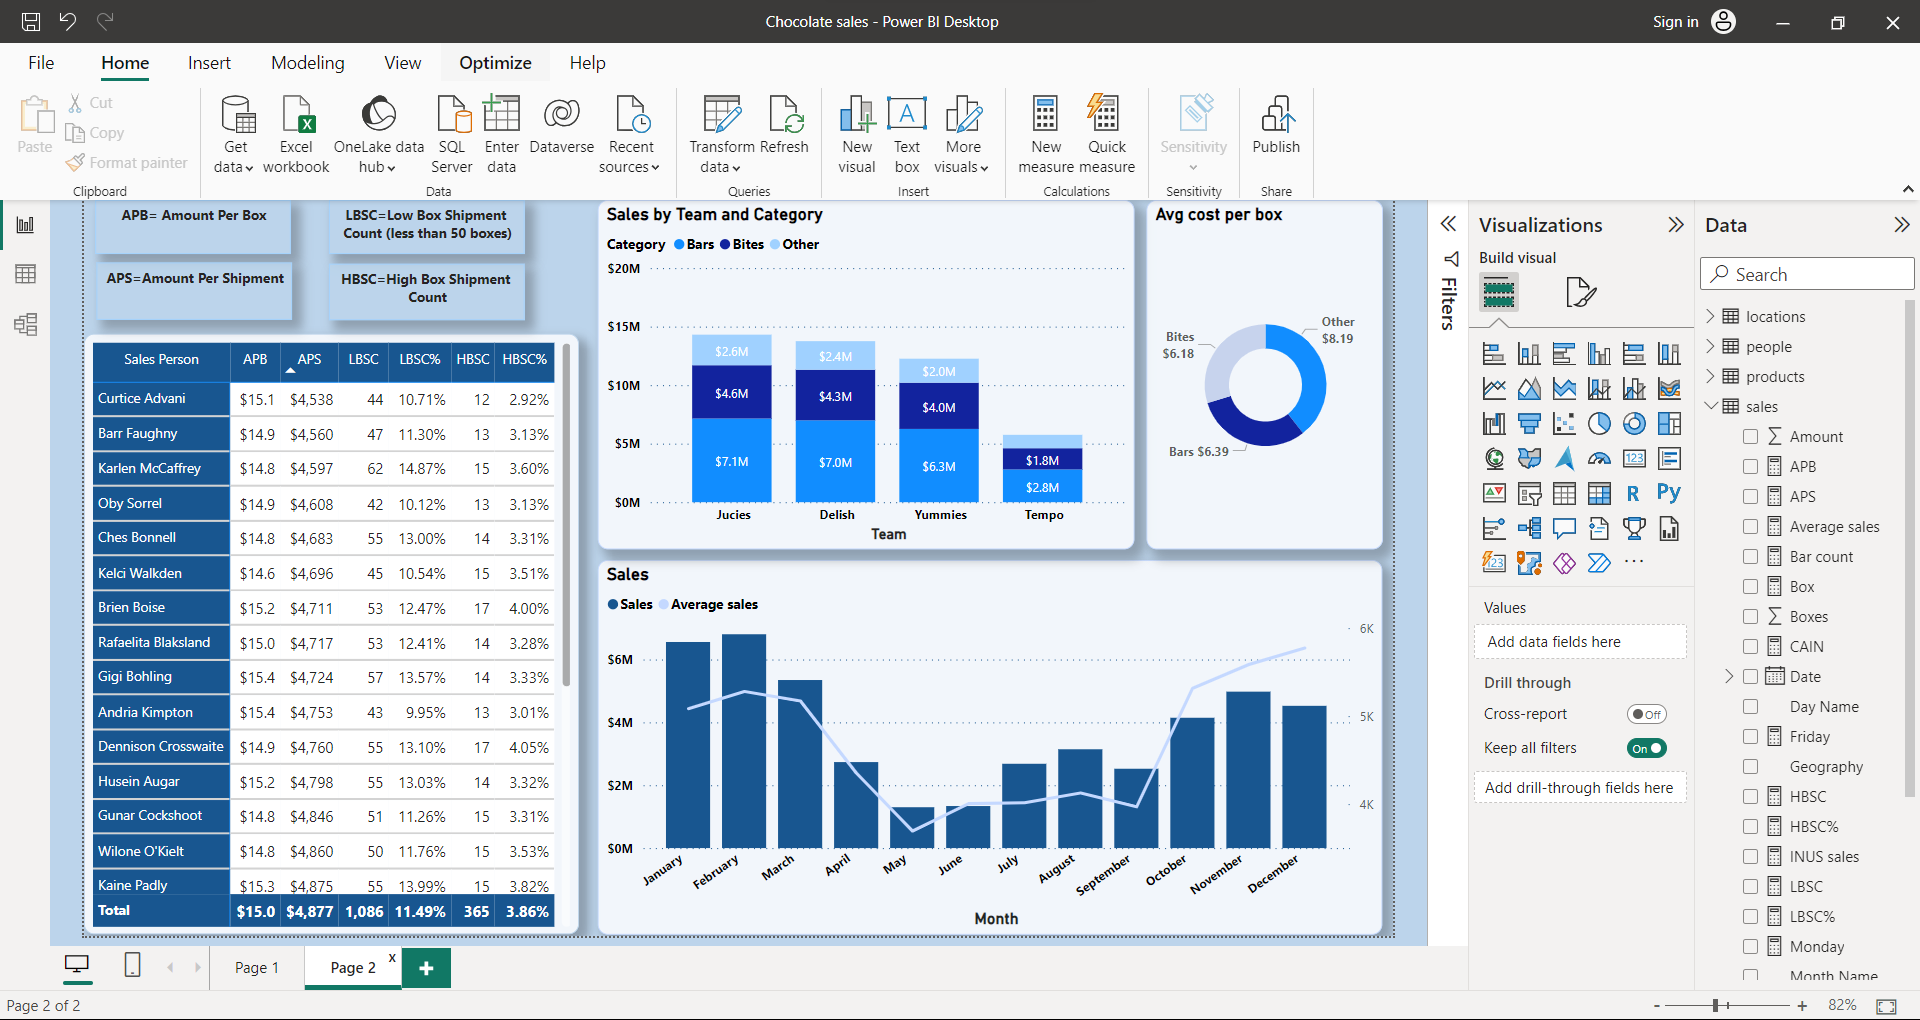 Chocolate sales - Power BI Desktop
Sign in
File Home Insert Modeling View Optimize Help
Paste
Cut
Copy
Format painter
Clipboard
Get data
Excel workbook
OneLake data hub
SQL Server
Enter data
Dataverse
Recent sources
Data
Transform data
Refresh
Queries
New visual
Text box
More visuals
Insert
New measure
Quick measure
Calculations
Sensitivity
Sensitivity
Publish
Share
APB= Amount Per Box
LBSC=Low Box Shipment
Count (less than 50 boxes)
APS=Amount Per Shipment
HBSC=High Box Shipment
Count
Sales Person APB APS LBSC LBSC% HBSC HBSC%
Curtice Advani $15.1 $4,538 44 10.71% 12 2.92%
Barr Faughny $14.9 $4,560 47 11.30% 13 3.13%
Karlen McCaffrey $14.8 $4,597 62 14.87% 15 3.60%
Oby Sorrel $14.9 $4,608 42 10.12% 13 3.13%
Ches Bonnell $14.8 $4,683 55 13.00% 14 3.31%
Kelci Walkden $14.6 $4,696 45 10.54% 15 3.51%
Brien Boise $15.2 $4,711 53 12.47% 17 4.00%
Rafaelita Blaksland $15.0 $4,717 53 12.41% 14 3.28%
Gigi Bohling $15.4 $4,724 57 13.57% 14 3.33%
Andria Kimpton $15.4 $4,753 43 9.95% 13 3.01%
Dennison Crosswaite $14.9 $4,760 55 13.10% 17 4.05%
Husein Augar $15.2 $4,798 55 13.03% 14 3.32%
Gunar Cockshoot $14.8 $4,846 51 11.26% 15 3.31%
Wilone O'Kielt $14.8 $4,860 50 11.76% 15 3.53%
Kaine Padly $15.3 $4,875 55 13.99% 15 3.82%
Total $15.0 $4,877 1,086 11.49% 365 3.86%
Sales by Team and Category
Category Bars Bites Other
$20M
$15M
$10M
$5M
$0M
$2.6M
$4.6M
$7.1M
$2.4M
$4.3M
$7.0M
$2.0M
$4.0M
$6.3M
$1.8M
$2.8M
Jucies Delish Yummies Tempo
Team
Avg cost per box
Other
$8.19
Bites
$6.18
Bars $6.39
Sales
Sales Average sales
$6M
$4M
$2M
$0M
6K
5K
4K
January February March April May June July August September October November December
Month
Filters
Visualizations
Build visual
123
R
Py
123
Values
Add data fields here
Drill through
Cross-report
Off
Keep all filters
On
Add drill-through fields here
Data
Search
locations
people
products
sales
Amount
APB
APS
Average sales
Bar count
Box
Boxes
CAIN
Date
Day Name
Friday
Geography
HBSC
HBSC%
INUS sales
LBSC
LBSC%
Monday
Month Name
Page 1
Page 2
x
Page 2 of 2
- + 82%